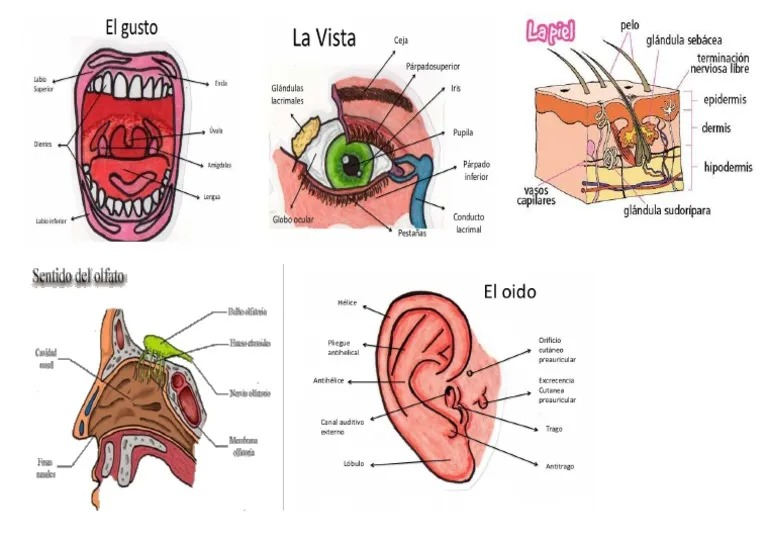 El gusto
Labio
Superior
Encía
Úvula
Dientes
Amígdalas
Lengua
Labio inferior
La Vista
Ceja
Párpadosuperior
Glándulas
lacrimales
Iris
Pupila
Párpado
inferior
Globo ocular
Conducto
lacrimal
Pestañas
La piel
pelo
glándula sebácea
terminación
nerviosa libre
epidermis
dermis
hipodermis
vasos
capilares
glándula sudorípara
Sentido del olfato
Bulbo olfatorio
Cavidad
nasal
Nervio olfatorio
Membrana
olfatoria
Fosas
nasales
El oido
Hélice
Pliegue
antihelical
Orificio
cutáneo
preauricular
Antihélice
Excrecencia
Cutanea
preauricular
Canal auditivo
externo
Trago
Lóbulo
Antitrago